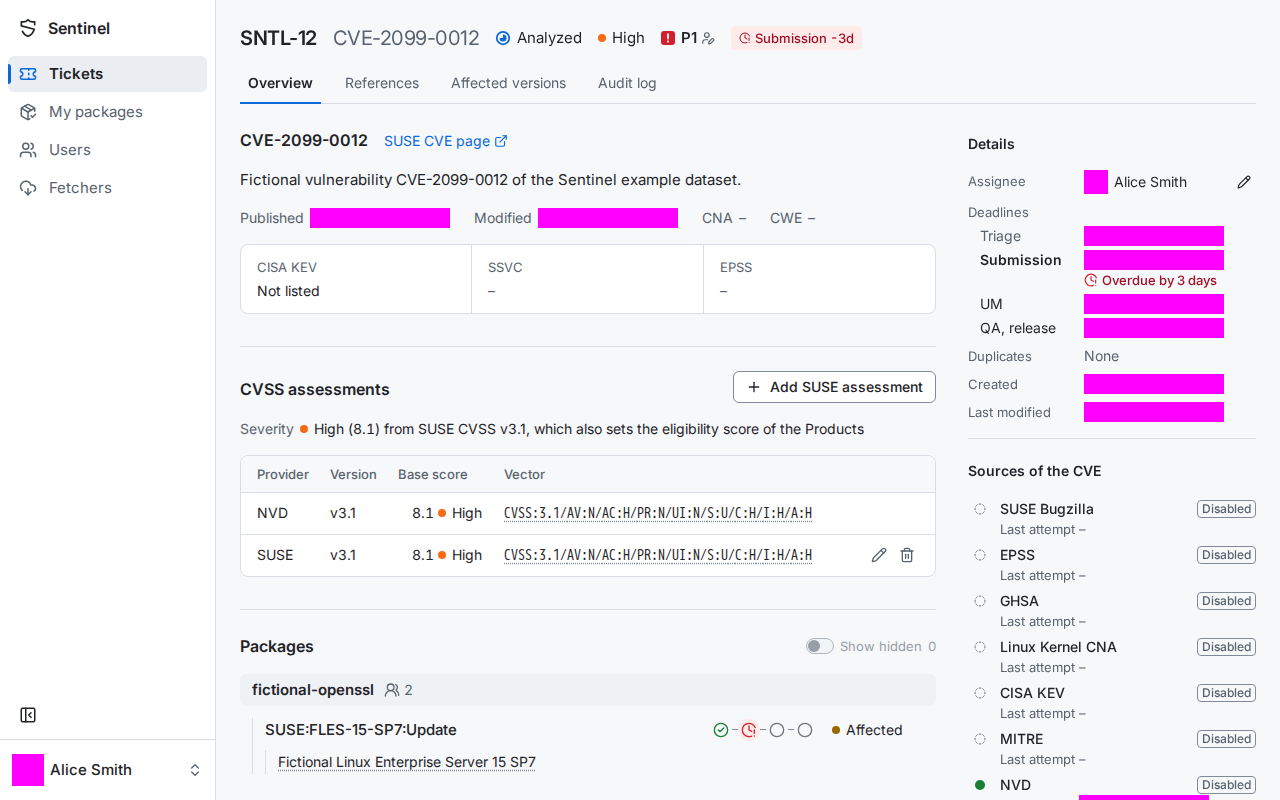 Sentinel
Tickets
My packages
Users
Fetchers
Alice Smith
SNTL-12 CVE-2099-0012 Analyzed High P1 Submission -3d
Overview References Affected versions Audit log
CVE-2099-0012 SUSE CVE page
Fictional vulnerability CVE-2099-0012 of the Sentinel example dataset.
Published Modified CNA – CWE –
CISA KEV SSVC EPSS
Not listed – –
CVSS assessments Add SUSE assessment
Severity High (8.1) from SUSE CVSS v3.1, which also sets the eligibility score of the Products
Provider Version Base score Vector
NVD v3.1 8.1 High CVSS:3.1/AV:N/AC:H/PR:N/UI:N/S:U/C:H/I:H/A:H
SUSE v3.1 8.1 High CVSS:3.1/AV:N/AC:H/PR:N/UI:N/S:U/C:H/I:H/A:H
Packages Show hidden 0
fictional-openssl 2
SUSE:FLES-15-SP7:Update Affected
Fictional Linux Enterprise Server 15 SP7
Details
Assignee Alice Smith
Deadlines
Triage
Submission
Overdue by 3 days
UM
QA, release
Duplicates None
Created
Last modified
Sources of the CVE
SUSE Bugzilla Disabled
Last attempt –
EPSS Disabled
Last attempt –
GHSA Disabled
Last attempt –
Linux Kernel CNA Disabled
Last attempt –
CISA KEV Disabled
Last attempt –
MITRE Disabled
Last attempt –
NVD Disabled